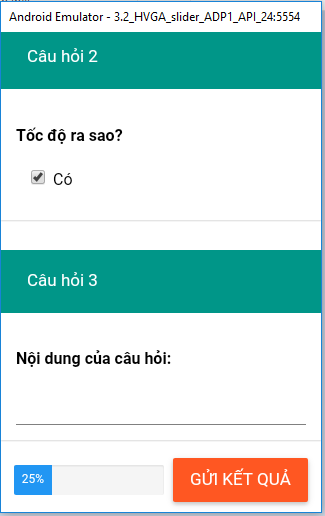 Android Emulator - 3.2_HVGA_slider_ADP1_API_24:5554
Câu hỏi 2
Tốc độ ra sao?
Có
Câu hỏi 3
Nội dung của câu hỏi:
25%
GỬI KẾT QUẢ